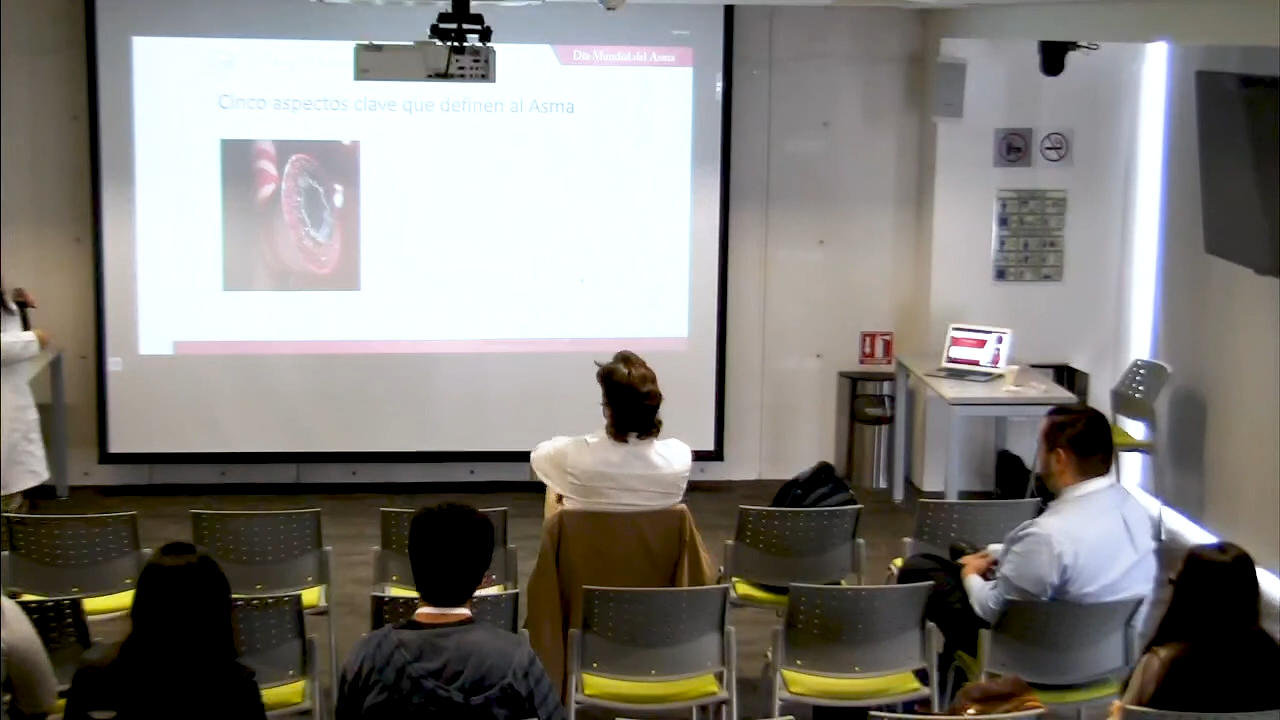 Día Mundial del Asma
Cinco aspectos clave que definen al Asma